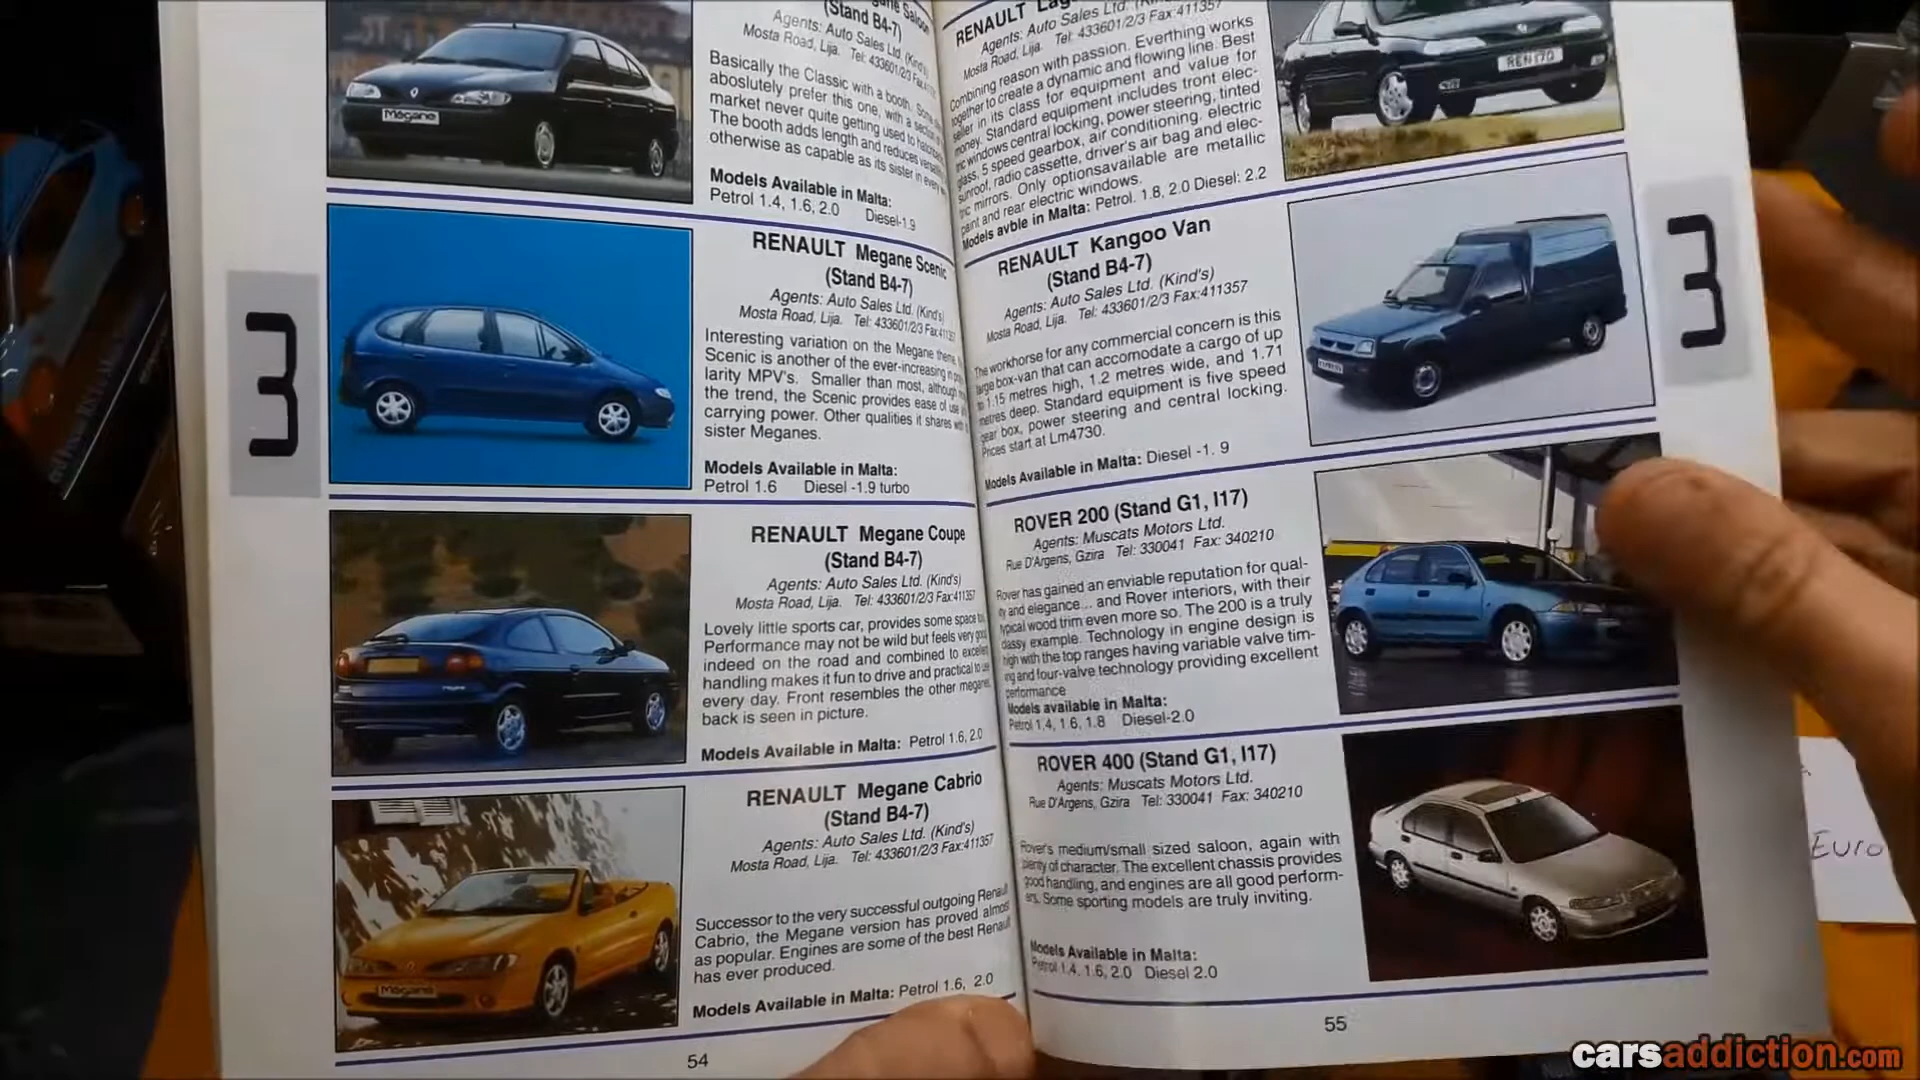 Saloon
(Stand B4-7)
Agents: Auto Sales Ltd. (Kind's)
Mosta Road, Lija. Tel: 433601/2/3 Fax
Basically the Classic with a booth.
aboslutely prefer this one, with a
market never quite getting used to
The booth adds length and reduces
otherwise as capable as its sister in every
Models Available in Malta:
Petrol 1.4, 1.6, 2.0 Diesel-1.9
Mégane
3
RENAULT Megane Scenic
(Stand B4-7)
Agents: Auto Sales Ltd. (Kind's)
Mosta Road, Lija. Tel: 433601/2/3 Fax:411357
Interesting variation on the Megane theme
Scenic is another of the ever-increasing in
larity MPV's. Smaller than most, although
the trend, the Scenic provides ease of use
carrying power. Other qualities it shares with
sister Meganes.
Models Available in Malta:
Petrol 1.6 Diesel -1.9 turbo
RENAULT Megane Coupe
(Stand B4-7)
Agents: Auto Sales Ltd. (Kind's)
Mosta Road, Lija. Tel: 433601/2/3 Fax:411357
Lovely little sports car, provides some space
Performance may not be wild but feels very good
indeed on the road and combined to excellent
handling makes it fun to drive and practical to use
every day. Front resembles the other meganes,
back is seen in picture.
Models Available in Malta: Petrol 1.6, 2.0
RENAULT Megane Cabrio
(Stand B4-7)
Agents: Auto Sales Ltd. (Kind's)
Mosta Road, Lija. Tel: 433601/2/3 Fax:411357
Successor to the very successful outgoing Renault
Cabrio, the Megane version has proved almost
as popular. Engines are some of the best Renault
has ever produced.
Models Available in Malta: Petrol 1.6, 2.0
Mégane
54
RENAULT
Agents: Auto Sales Ltd.
Mosta Road, Lija. Tel: 433601/2/3 Fax:411357
Combining reason with passion. Everthing works
together to create a dynamic and flowing line. Best
seller in its class for equipment and value for
money. Standard equipment includes tront elec-
tric windows central locking, power steering, tinted
glass, 5 speed gearbox, air conditioning, electric
sunroof, radio cassette, driver's air bag and elec-
tric mirrors. Only optionsavailable are metallic
paint and rear electric windows.
Models avble in Malta: Petrol. 1.8, 2.0 Diesel: 2.2
REN 170
RENAULT Kangoo Van
(Stand B4-7)
Agents: Auto Sales Ltd. (Kind's)
Mosta Road, Lija. Tel: 433601/2/3 Fax:411357
The workhorse for any commercial concern is this
large box-van that can accomodate a cargo of up
to 1.15 metres high, 1.2 metres wide, and 1.71
metres deep. Standard equipment is five speed
gear box, power steering and central locking.
Prices start at Lm4730.
Models Available in Malta: Diesel -1. 9
3
ROVER 200 (Stand G1, I17)
Agents: Muscats Motors Ltd.
Rue D'Argens, Gzira Tel: 330041 Fax: 340210
Rover has gained an enviable reputation for qual-
ity and elegance... and Rover interiors, with their
typical wood trim even more so. The 200 is a truly
classy example. Technology in engine design is
high with the top ranges having variable valve tim-
ing and four-valve technology providing excellent
performance
Models available in Malta:
Petrol 1,4, 1.6, 1.8 Diesel-2.0
ROVER 400 (Stand G1, I17)
Agents: Muscats Motors Ltd.
Rue D'Argens, Gzira Tel: 330041 Fax: 340210
Rover's medium/small sized saloon, again with
plenty of character. The excellent chassis provides
good handling, and engines are all good perform-
ers. Some sporting models are truly inviting.
Models Available in Malta:
Petrol 1.4. 1.6, 2.0 Diesel 2.0
55
Euro
carsaddiction.com